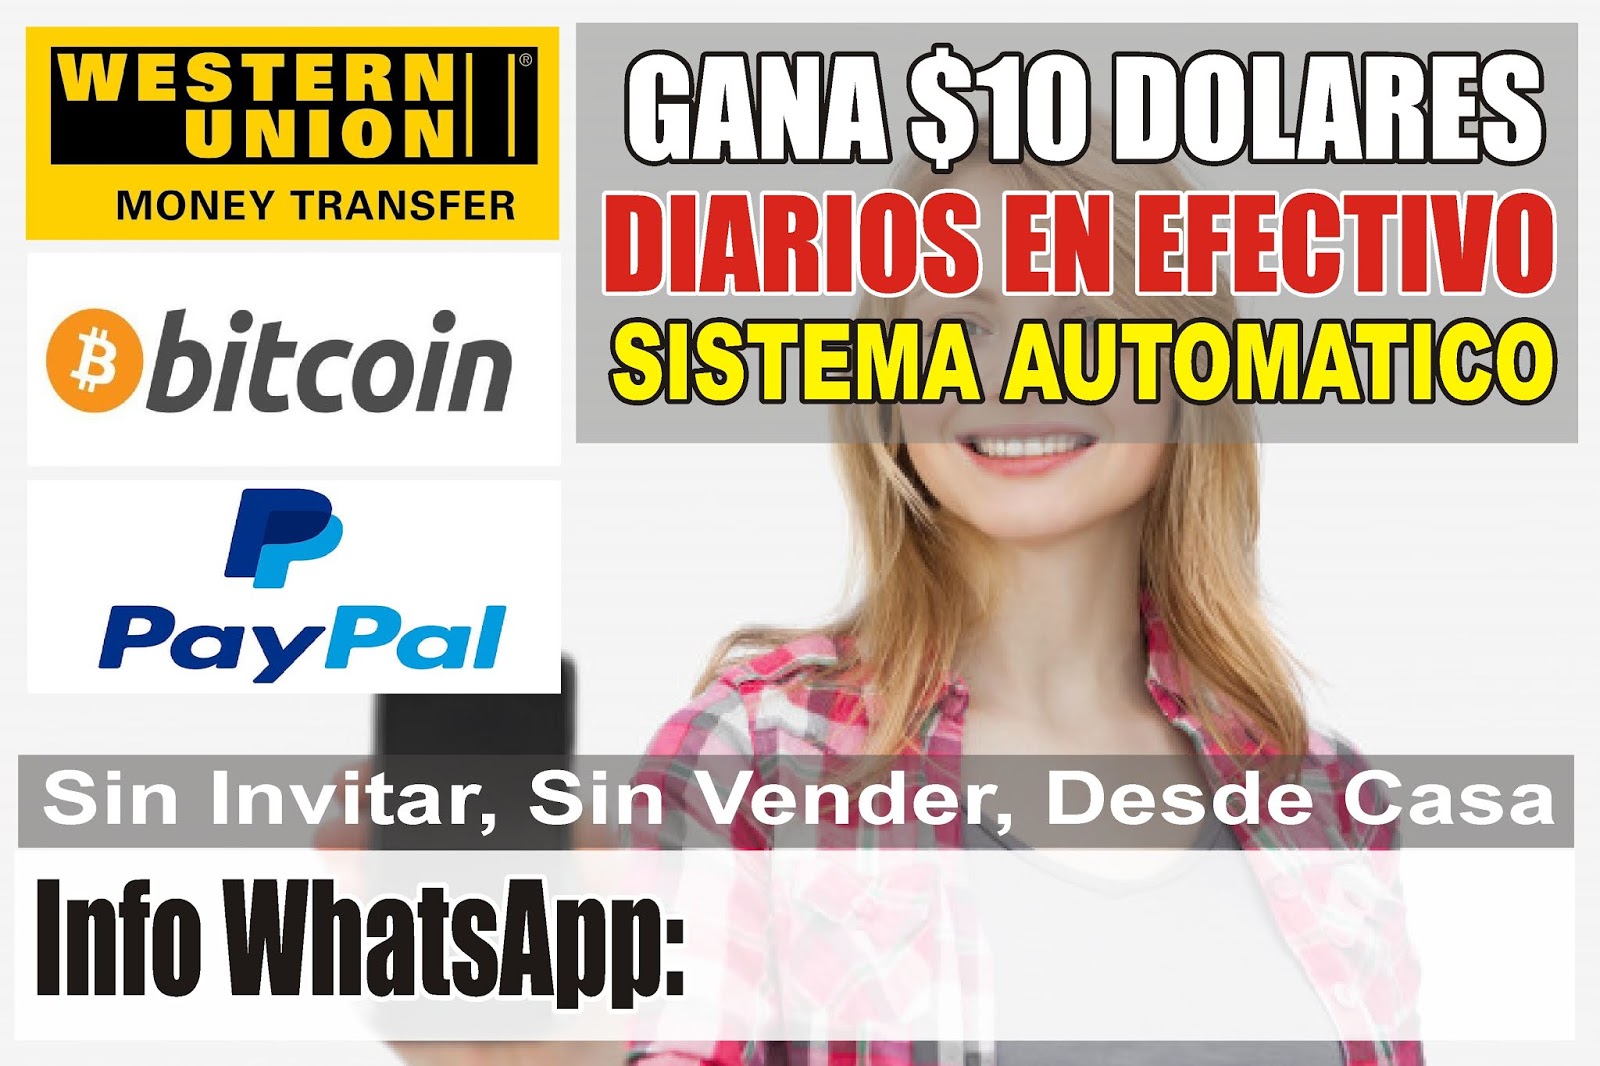 WESTERN
UNION ®
MONEY TRANSFER
bitcoin
PayPal
GANA $10 DOLARES
DIARIOS EN EFECTIVO
SISTEMA AUTOMATICO
Sin Invitar, Sin Vender, Desde Casa
Info WhatsApp: